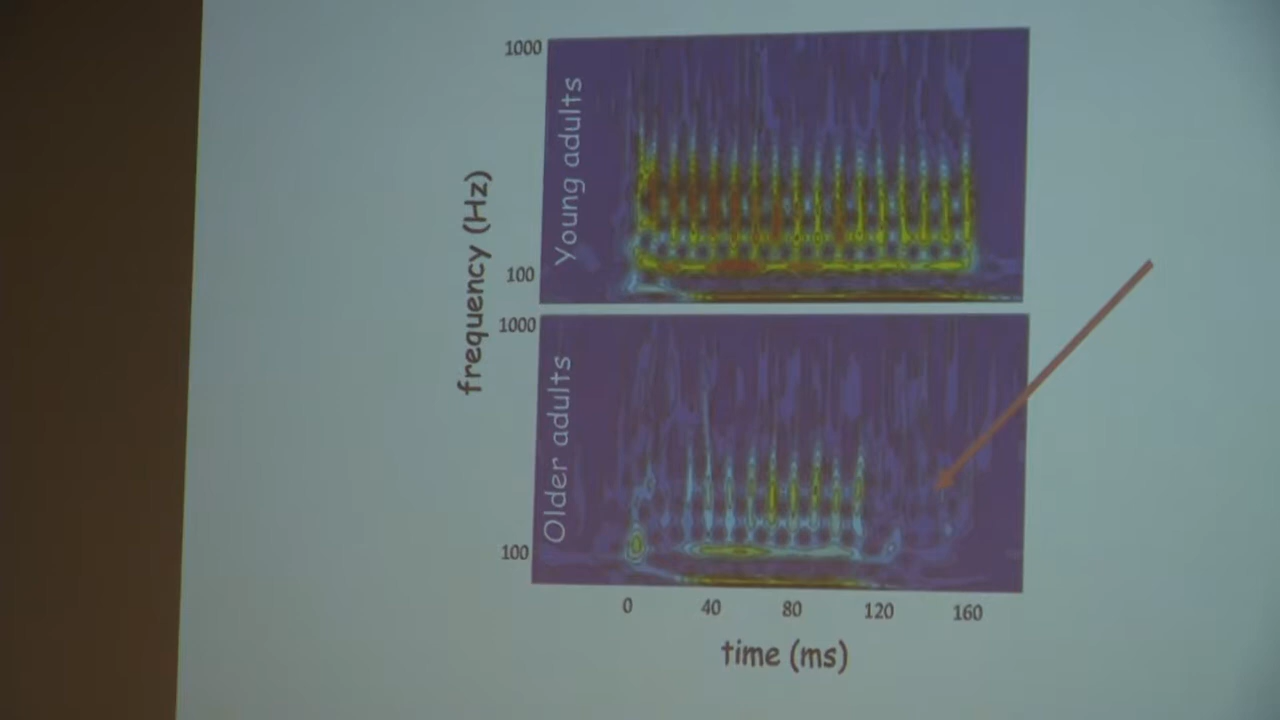 1000
Young adults
100
frequency (Hz)
1000
Older adults
100
0 40 80 120 160
time (ms)